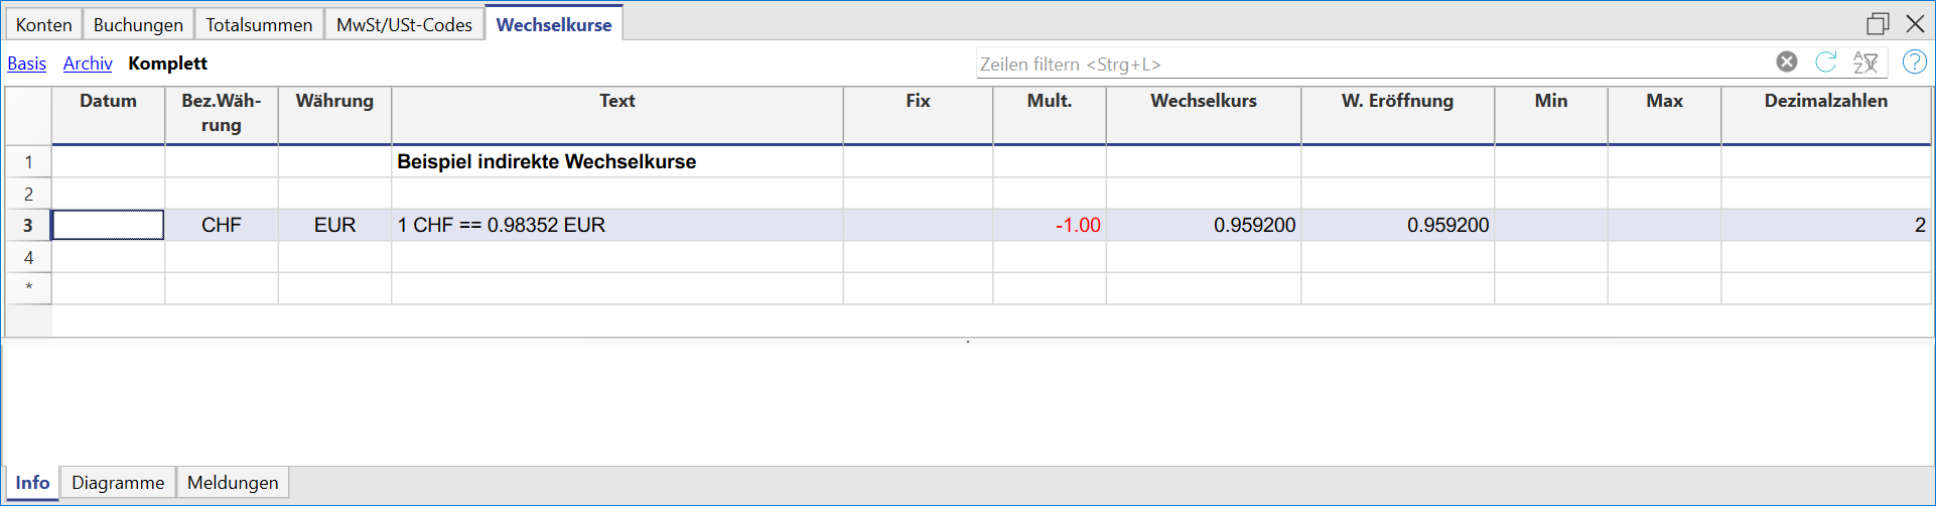 Konten Buchungen Totalsummen MwSt/USt-Codes Wechselkurse
Basis Archiv Komplett Zeilen filtern <Strg+L>
Datum Bez.Wäh-
rung Währung Text Fix Mult. Wechselkurs W. Eröffnung Min Max Dezimalzahlen
1 Beispiel indirekte Wechselkurse
2
3 CHF EUR 1 CHF == 0.98352 EUR -1.00 0.959200 0.959200 2
4
*
Info Diagramme Meldungen